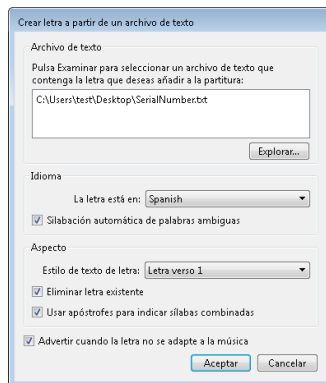 Crear letra a partir de un archivo de texto
Archivo de texto
Pulsa Examinar para seleccionar un archivo de texto que
contenga la letra que deseas añadir a la partitura:
C:\Users\test\Desktop\SerialNumber.txt
Explorar...
Idioma
La letra está en: Spanish
Silabación automática de palabras ambiguas
Aspecto
Estilo de texto de letra: Letra verso 1
Eliminar letra existente
Usar apóstrofes para indicar sílabas combinadas
Advertir cuando la letra no se adapte a la música
Aceptar Cancelar